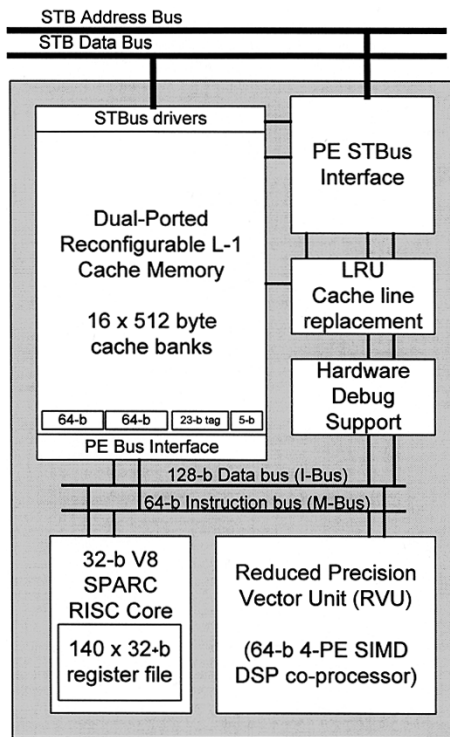 STB Address Bus
STB Data Bus
STBus drivers
PE STBus
Interface
Dual-Ported
Reconfigurable L-1
Cache Memory
16 x 512 byte
cache banks
LRU
Cache line
replacement
Hardware
Debug
Support
64-b
64-b
23-b tag
5-b
PE Bus Interface
128-b Data bus (I-Bus)
64-b Instruction bus (M-Bus)
32-b V8
SPARC
RISC Core
140 x 32-b
register file
Reduced Precision
Vector Unit (RVU)
(64-b 4-PE SIMD
DSP co-processor)